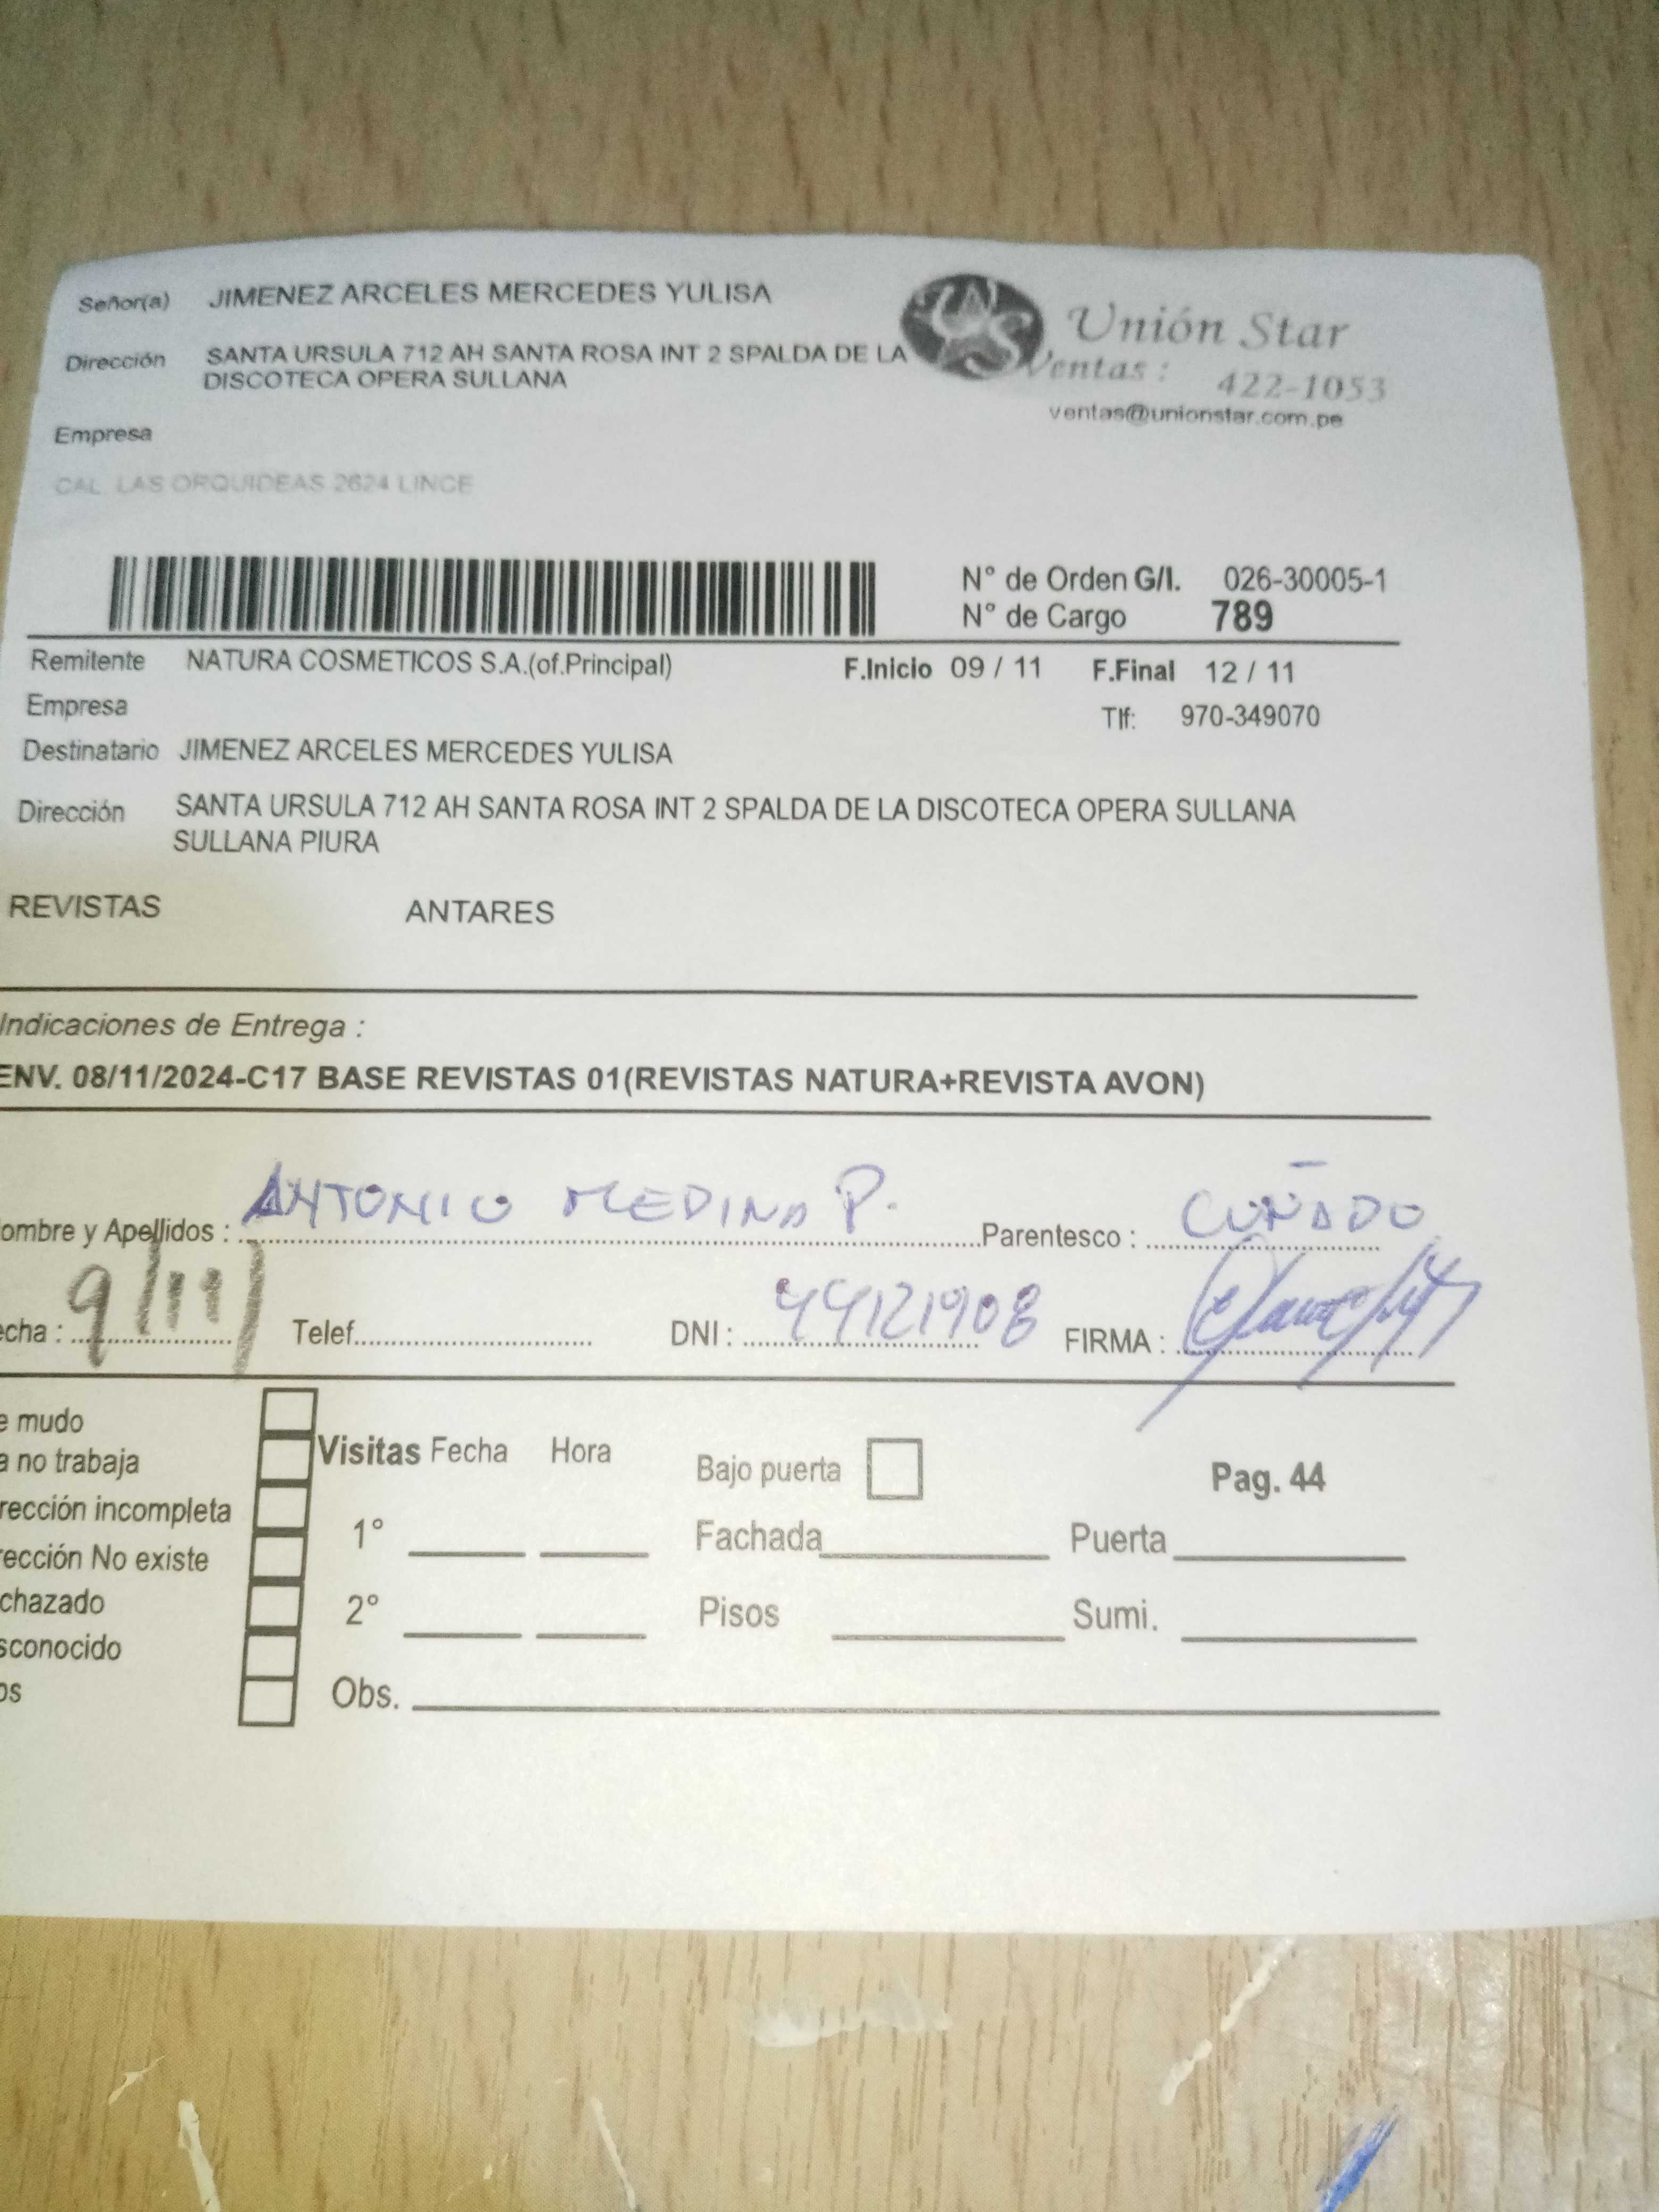 Señor(a) JIMENEZ ARCELES MERCEDES YULISA
Unión Star
Dirección SANTA URSULA 712 AH SANTA ROSA INT 2 SPALDA DE LA
DISCOTECA OPERA SULLANA
Ventas : 422-1053
ventas@unionstar.com.pe
Empresa
CAL. LAS ORQUIDEAS 2624 LINCE
N° de Orden G/I. 026-30005-1
N° de Cargo 789
Remitente NATURA COSMETICOS S.A.(of.Principal) F.Inicio 09 / 11 F.Final 12 / 11
Empresa Tlf: 970-349070
Destinatario JIMENEZ ARCELES MERCEDES YULISA
Dirección SANTA URSULA 712 AH SANTA ROSA INT 2 SPALDA DE LA DISCOTECA OPERA SULLANA
SULLANA PIURA
REVISTAS ANTARES
Indicaciones de Entrega :
ENV. 08/11/2024-C17 BASE REVISTAS 01(REVISTAS NATURA+REVISTA AVON)
ombre y Apellidos : ANTONIO MEDINA P. Parentesco : CUÑADO
echa : 9/11/ Telef. DNI : 44121908 FIRMA :
e mudo
a no trabaja
Visitas Fecha Hora
Bajo puerta
Pag. 44
rección incompleta
1° Fachada Puerta
rección No existe
chazado
2° Pisos Sumi.
sconocido
os
Obs.